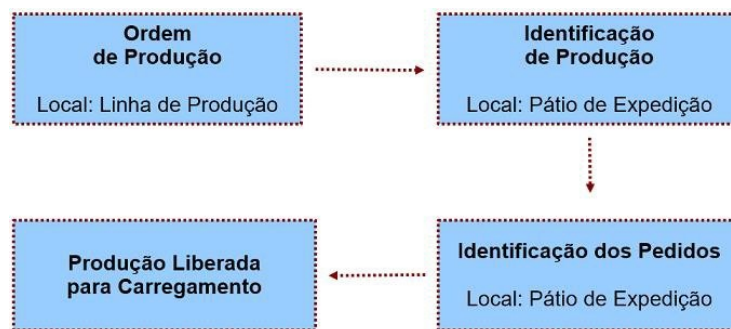 Ordem
de Produção
Local: Linha de Produção
Identificação
de Produção
Local: Pátio de Expedição
Identificação dos Pedidos
Local: Pátio de Expedição
Produção Liberada
para Carregamento